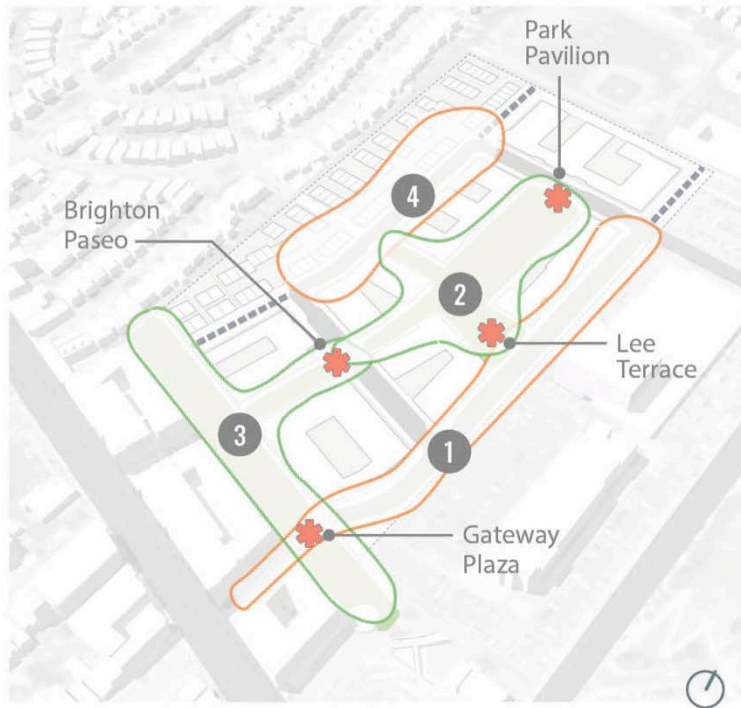 Park
Pavilion
4
Brighton
Paseo
2
Lee
Terrace
3
1
Gateway
Plaza